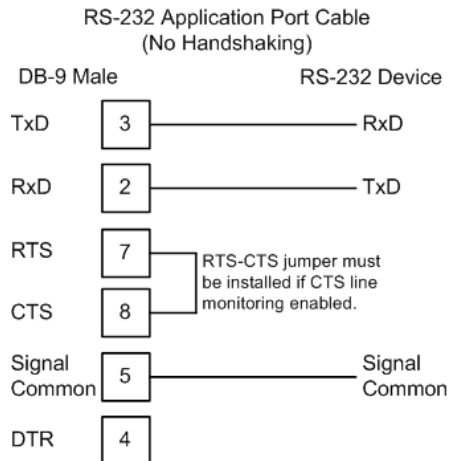 RS-232 Application Port Cable
(No Handshaking)
DB-9 Male
RS-232 Device
TxD
3
RxD
RxD
2
TxD
RTS
7
RTS-CTS jumper must
be installed if CTS line
monitoring enabled.
CTS
8
Signal
Common
5
Signal
Common
DTR
4